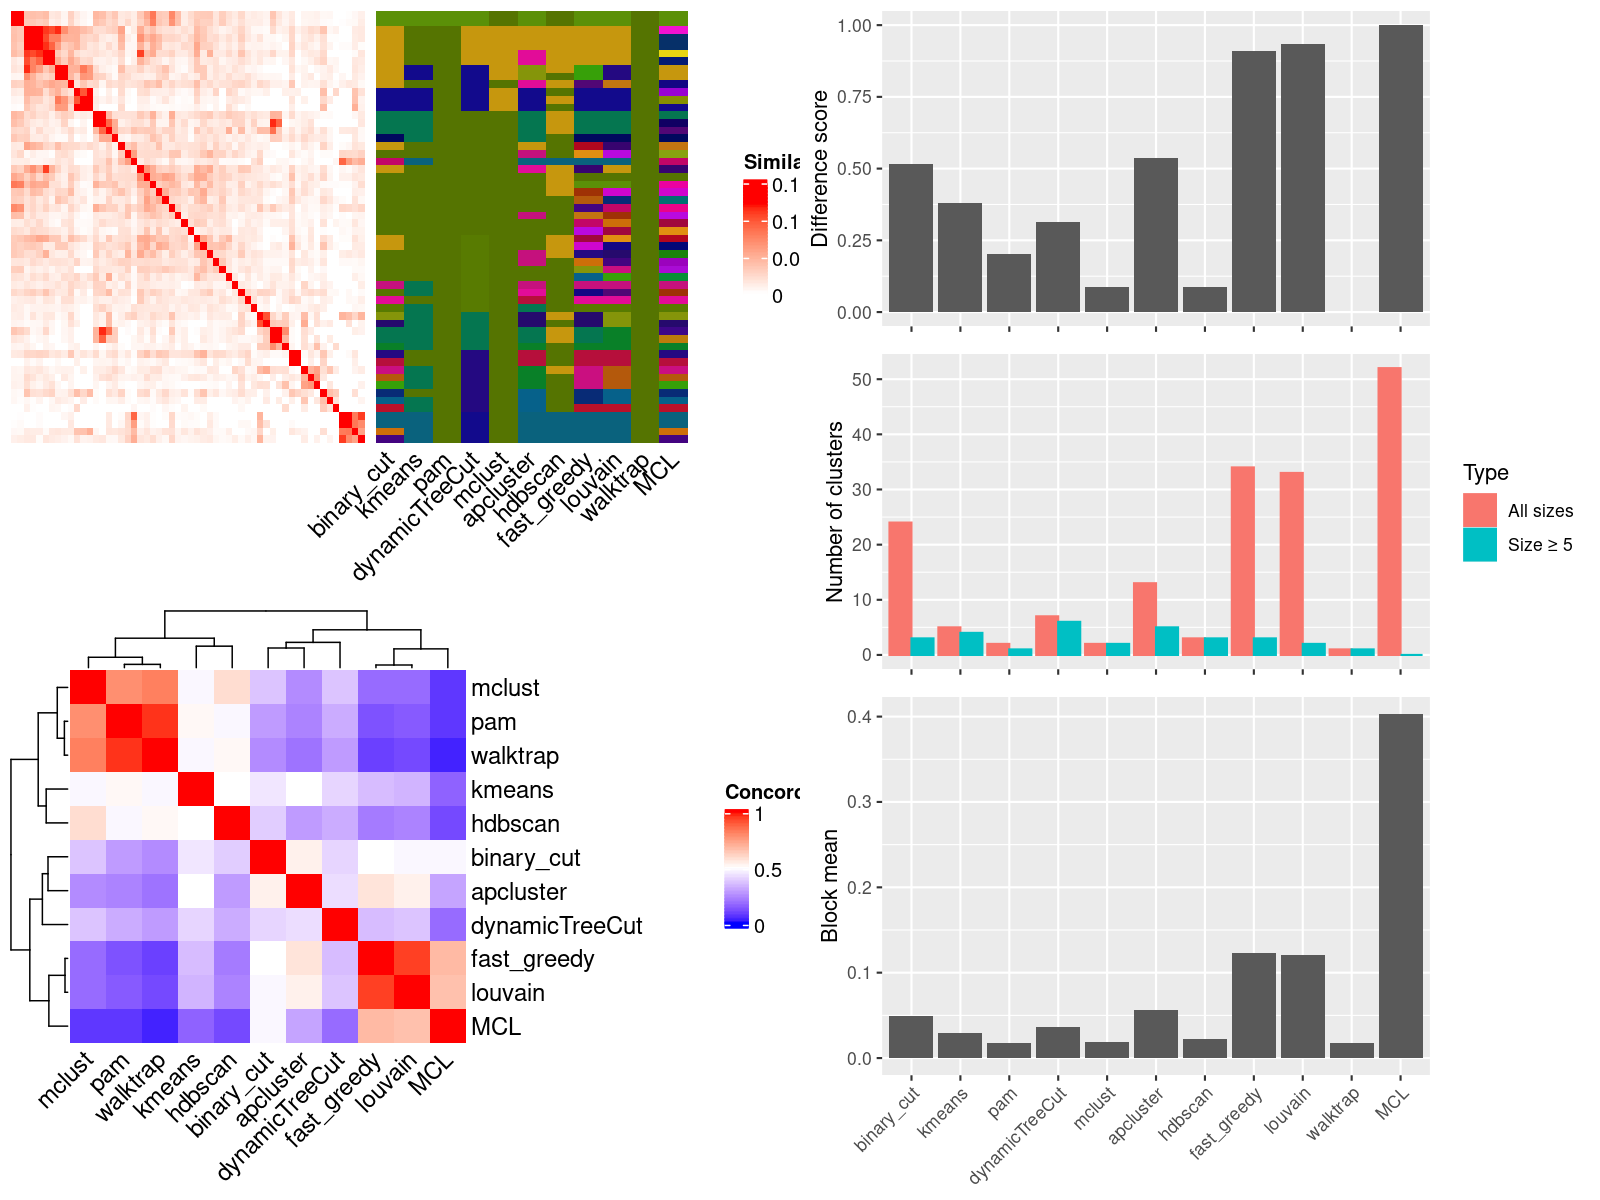 Simila
0.1
0.1
0.0
0
binary_cut
kmeans
pam
dynamicTreeCut
mclust
apcluster
hdbscan
fast_greedy
louvain
walktrap
MCL
mclust
pam
walktrap
kmeans
hdbscan
binary_cut
apcluster
dynamicTreeCut
fast_greedy
louvain
MCL
mclust
pam
walktrap
kmeans
hdbscan
binary_cut
apcluster
dynamicTreeCut
fast_greedy
louvain
MCL
Concord
1
0.5
0
Difference score
1.00
0.75
0.50
0.25
0.00
Number of clusters
50
40
30
20
10
0
Type
All sizes
Size ≥ 5
Block mean
0.4
0.3
0.2
0.1
0.0
binary_cut
kmeans
pam
dynamicTreeCut
mclust
apcluster
hdbscan
fast_greedy
louvain
walktrap
MCL